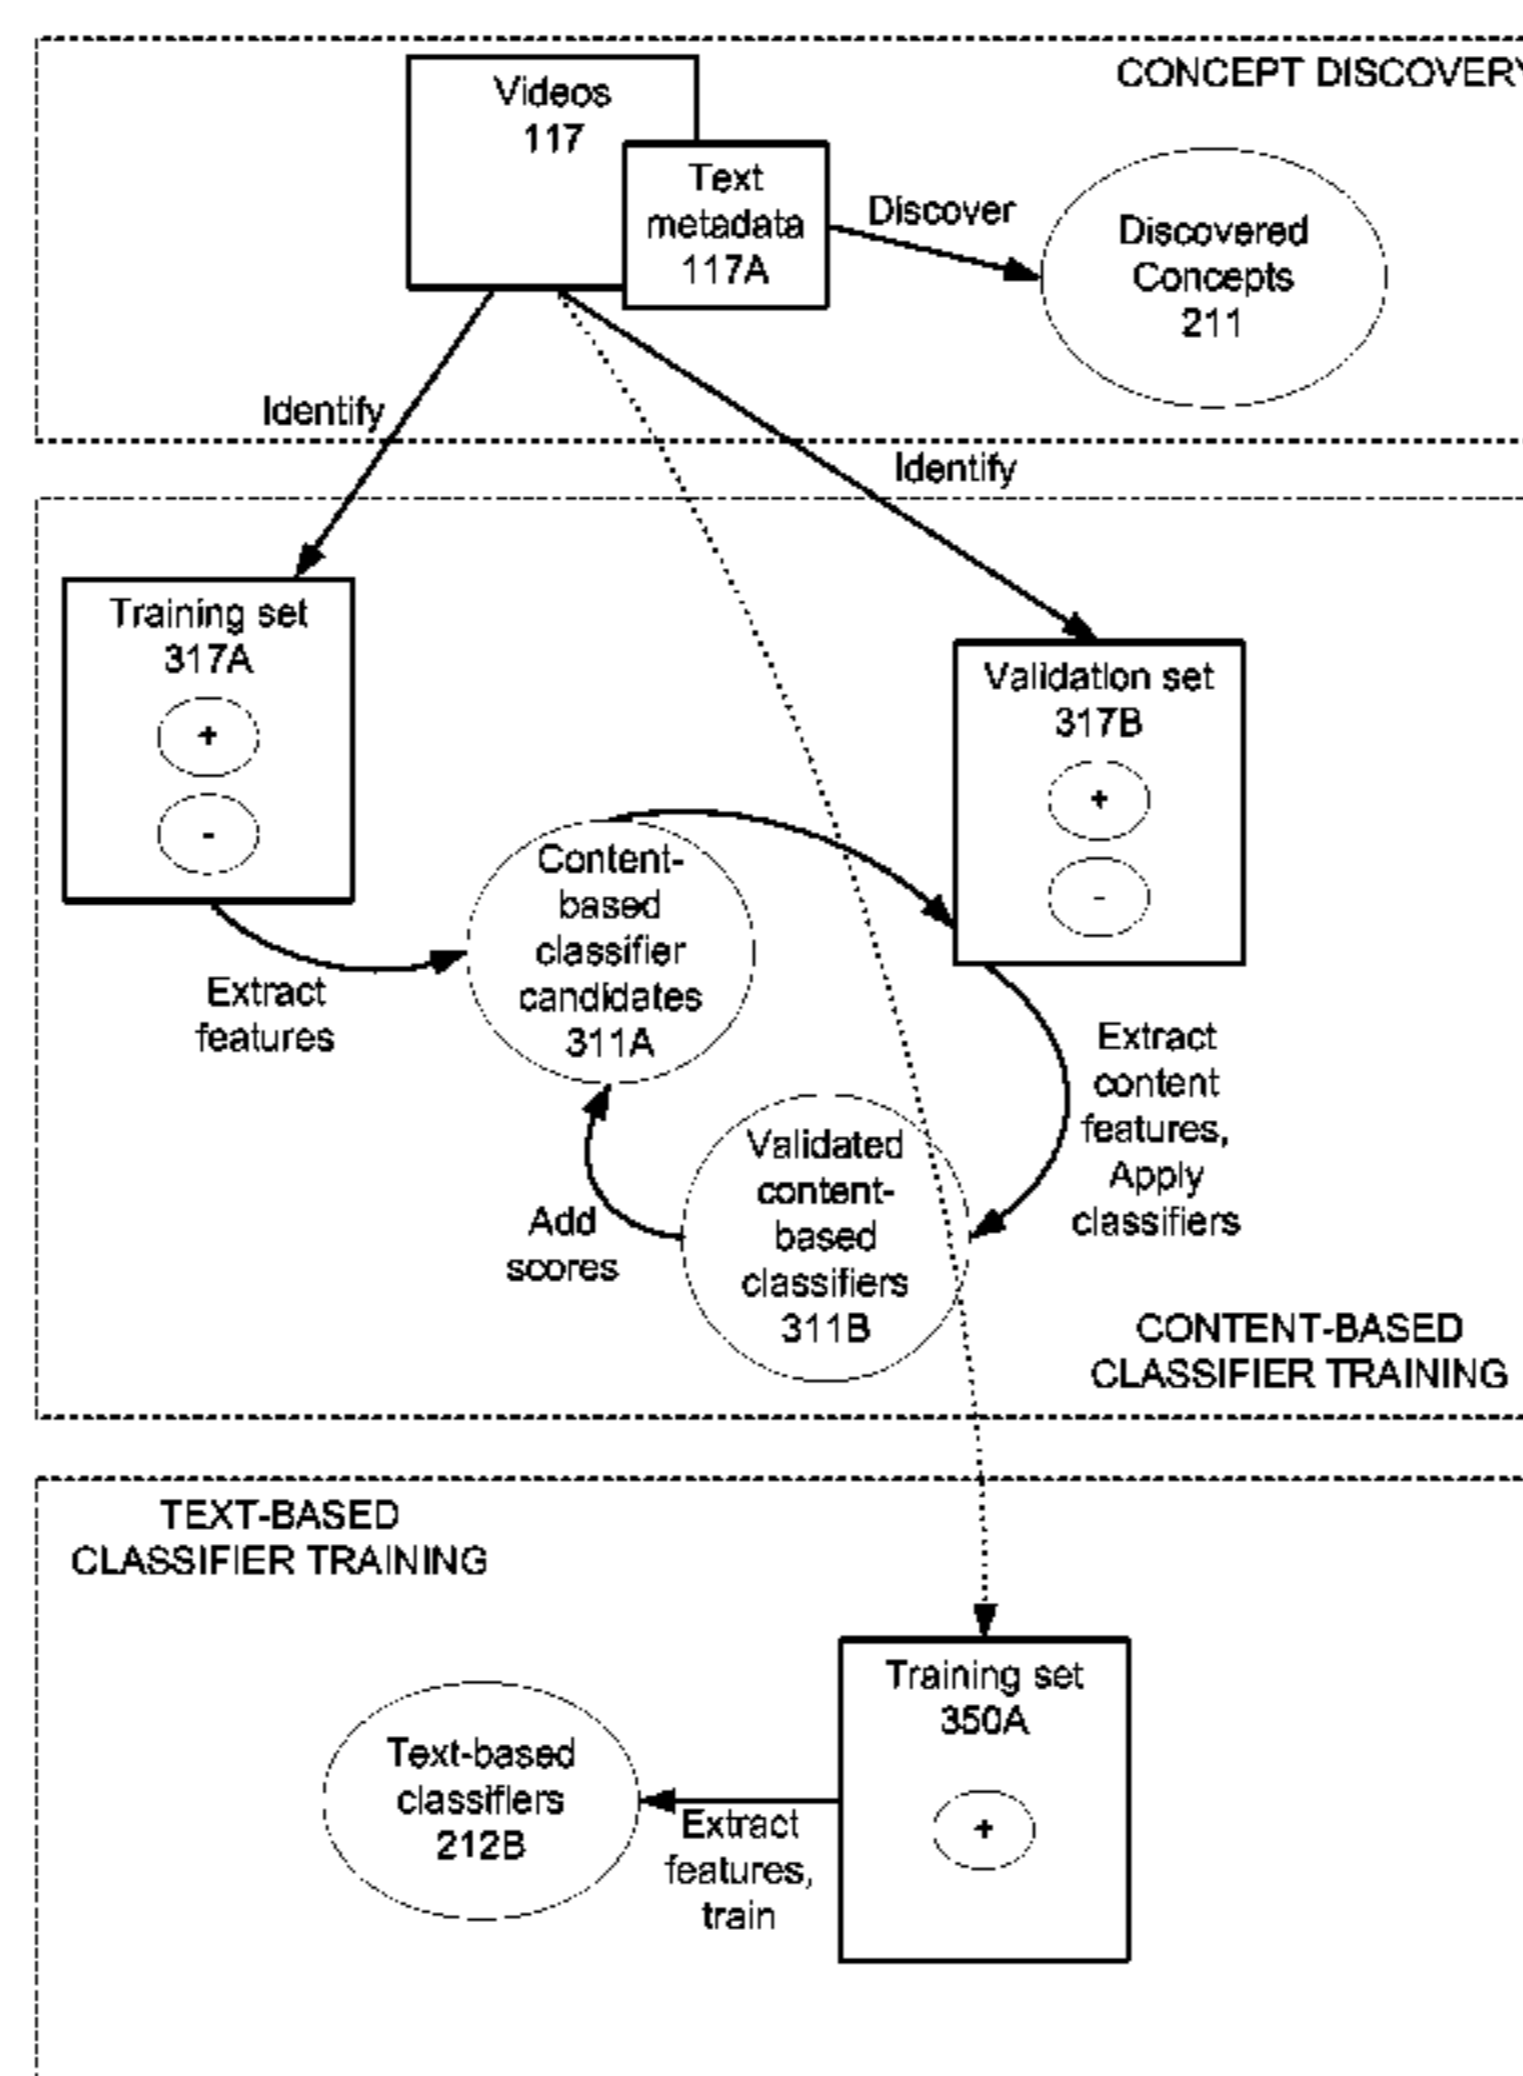 CONCEPT DISCOVERY
Videos
117
Text
metadata
117A
Discover
Discovered
Concepts
211
Identify
Identify
Training set
317A
+
-
Validation set
317B
+
-
Content-
based
classifier
candidates
311A
Extract
features
Extract
content
features,
Apply
classifiers
Validated
content-
based
classifiers
311B
Add
scores
CONTENT-BASED
CLASSIFIER TRAINING
TEXT-BASED
CLASSIFIER TRAINING
Training set
350A
+
Text-based
classifiers
212B
Extract
features,
train